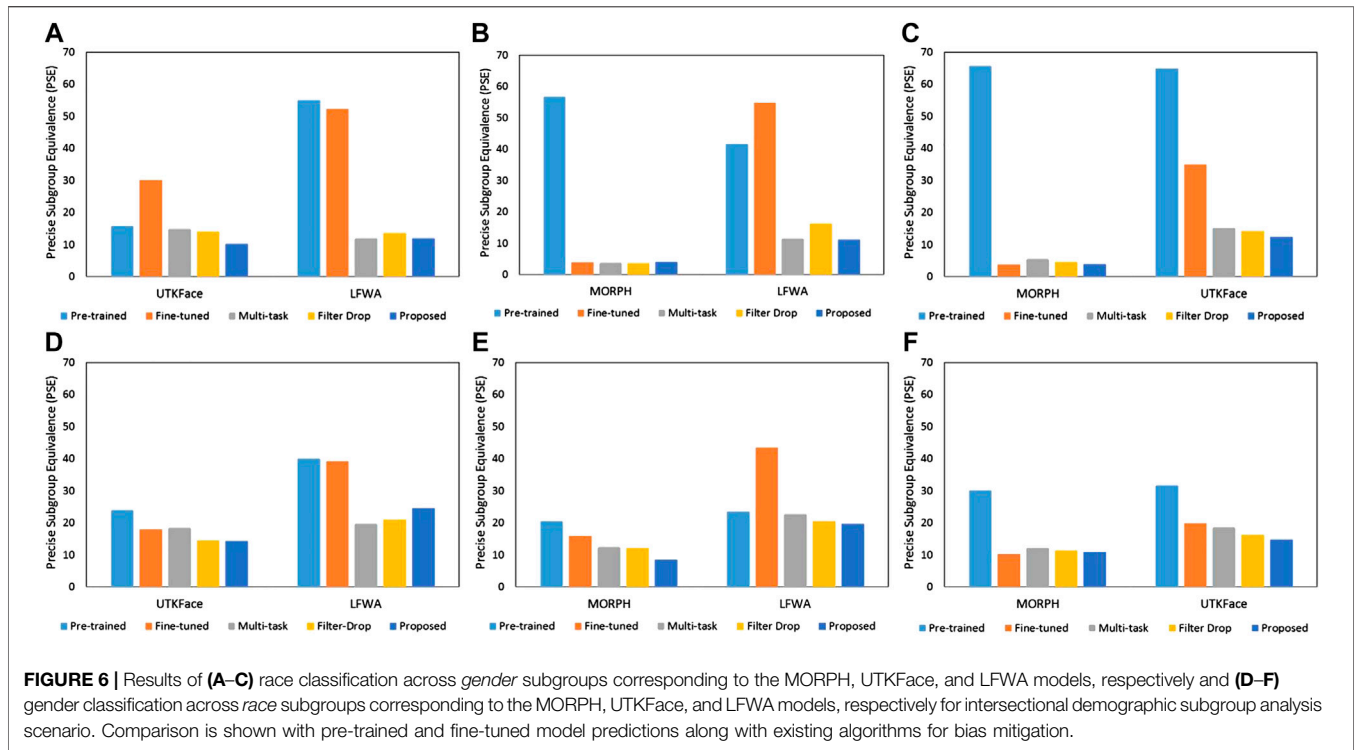 A
B
C
Precise Subgroup Equivalence (PSE)
70
60
50
40
30
20
10
0
UTKFace LFWA
Pre-trained Fine-tuned Multi-task Filter Drop Proposed
Precise Subgroup Equivalence (PSE)
70
60
50
40
30
20
10
0
MORPH LFWA
Pre-trained Fine-tuned Multi-task Filter Drop Proposed
Precise Subgroup Equivalence (PSE)
70
60
50
40
30
20
10
0
MORPH UTKFace
Pre-trained Fine-tuned Multi-task Filter Drop Proposed
D
E
F
Precise Subgroup Equivalence (PSE)
70
60
50
40
30
20
10
0
UTKFace LFWA
Pre-trained Fine-tuned Multi-task Filter-Drop Proposed
Precise Subgroup Equivalence (PSE)
70
60
50
40
30
20
10
0
MORPH LFWA
Pre-trained Fine-tuned Multi-task Filter Drop Proposed
Precise Subgroup Equivalence (PSE)
70
60
50
40
30
20
10
0
MORPH UTKFace
Pre-trained Fine-tuned Multi-task Filter Drop Proposed
FIGURE 6 | Results of (A–C) race classification across gender subgroups corresponding to the MORPH, UTKFace, and LFWA models, respectively and (D–F)
gender classification across race subgroups corresponding to the MORPH, UTKFace, and LFWA models, respectively for intersectional demographic subgroup analysis
scenario. Comparison is shown with pre-trained and fine-tuned model predictions along with existing algorithms for bias mitigation.